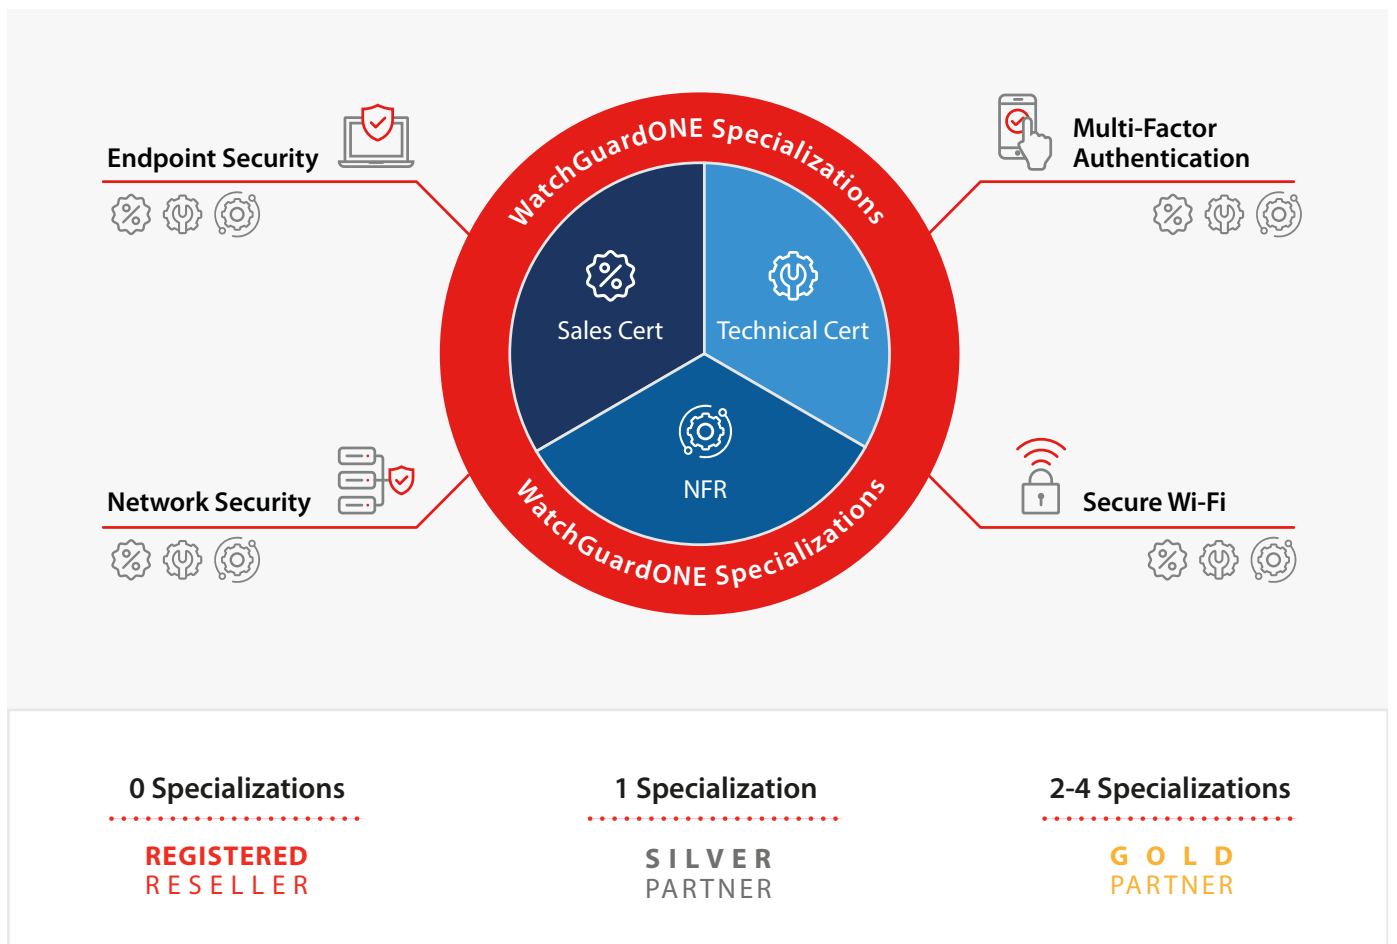 WatchGuardONE Specializations
Endpoint Security
Multi-Factor
Authentication
Sales Cert
Technical Cert
NFR
Network Security
Secure Wi-Fi
WatchGuardONE Specializations
0 Specializations
REGISTERED
RESELLER
1 Specialization
SILVER
PARTNER
2-4 Specializations
GOLD
PARTNER